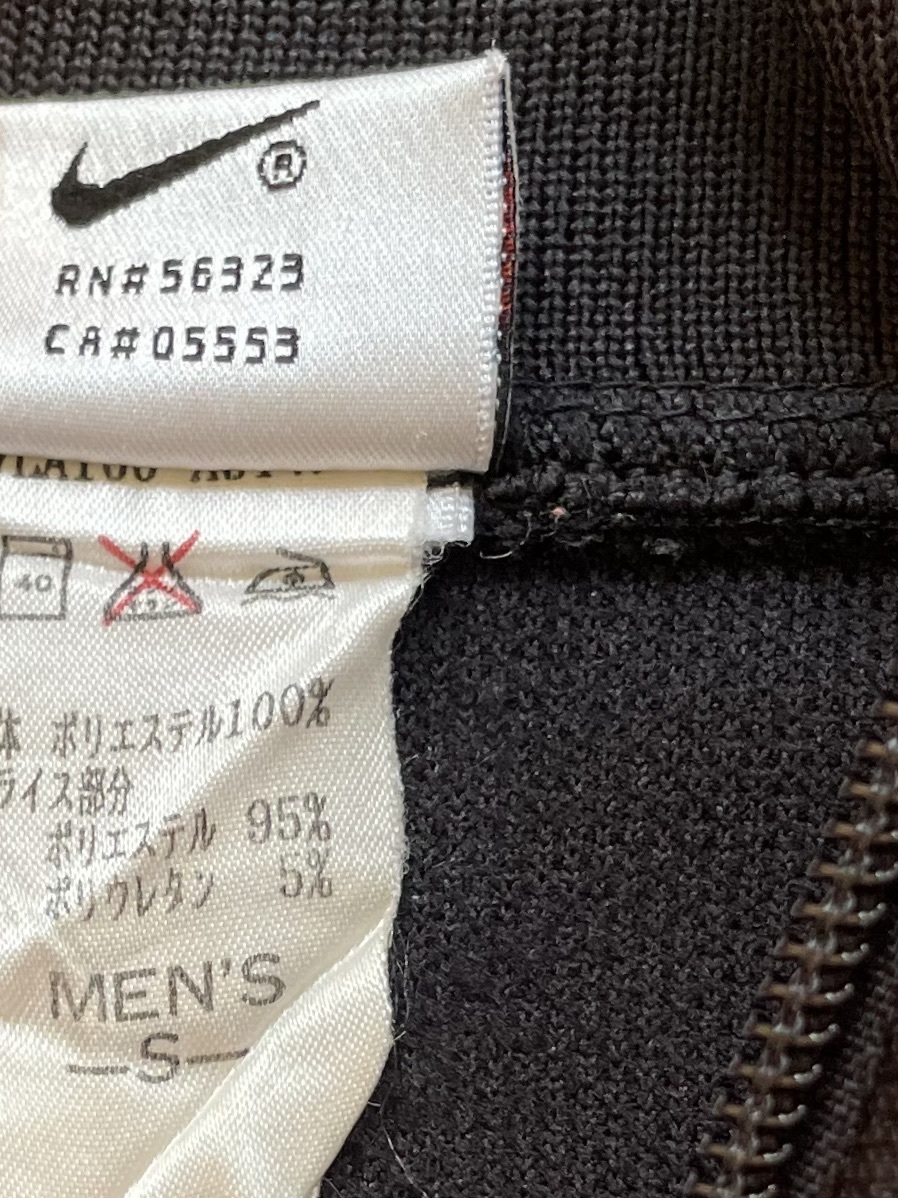 ®
RN#56323
CA#05553
40
体 ポリエステル100%
ライス部分
ポリエステル 95%
ポリウレタン 5%
MEN'S
S